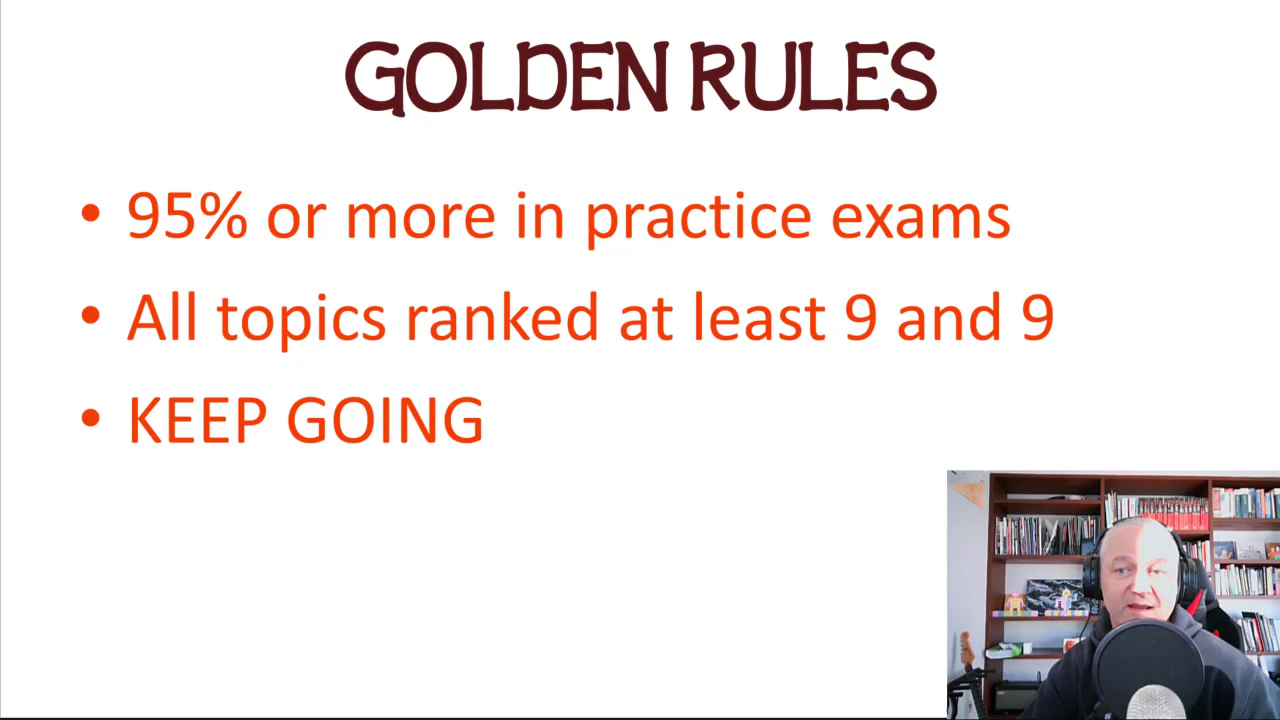 GOLDEN RULES
• 95% or more in practice exams
• All topics ranked at least 9 and 9
• KEEP GOING